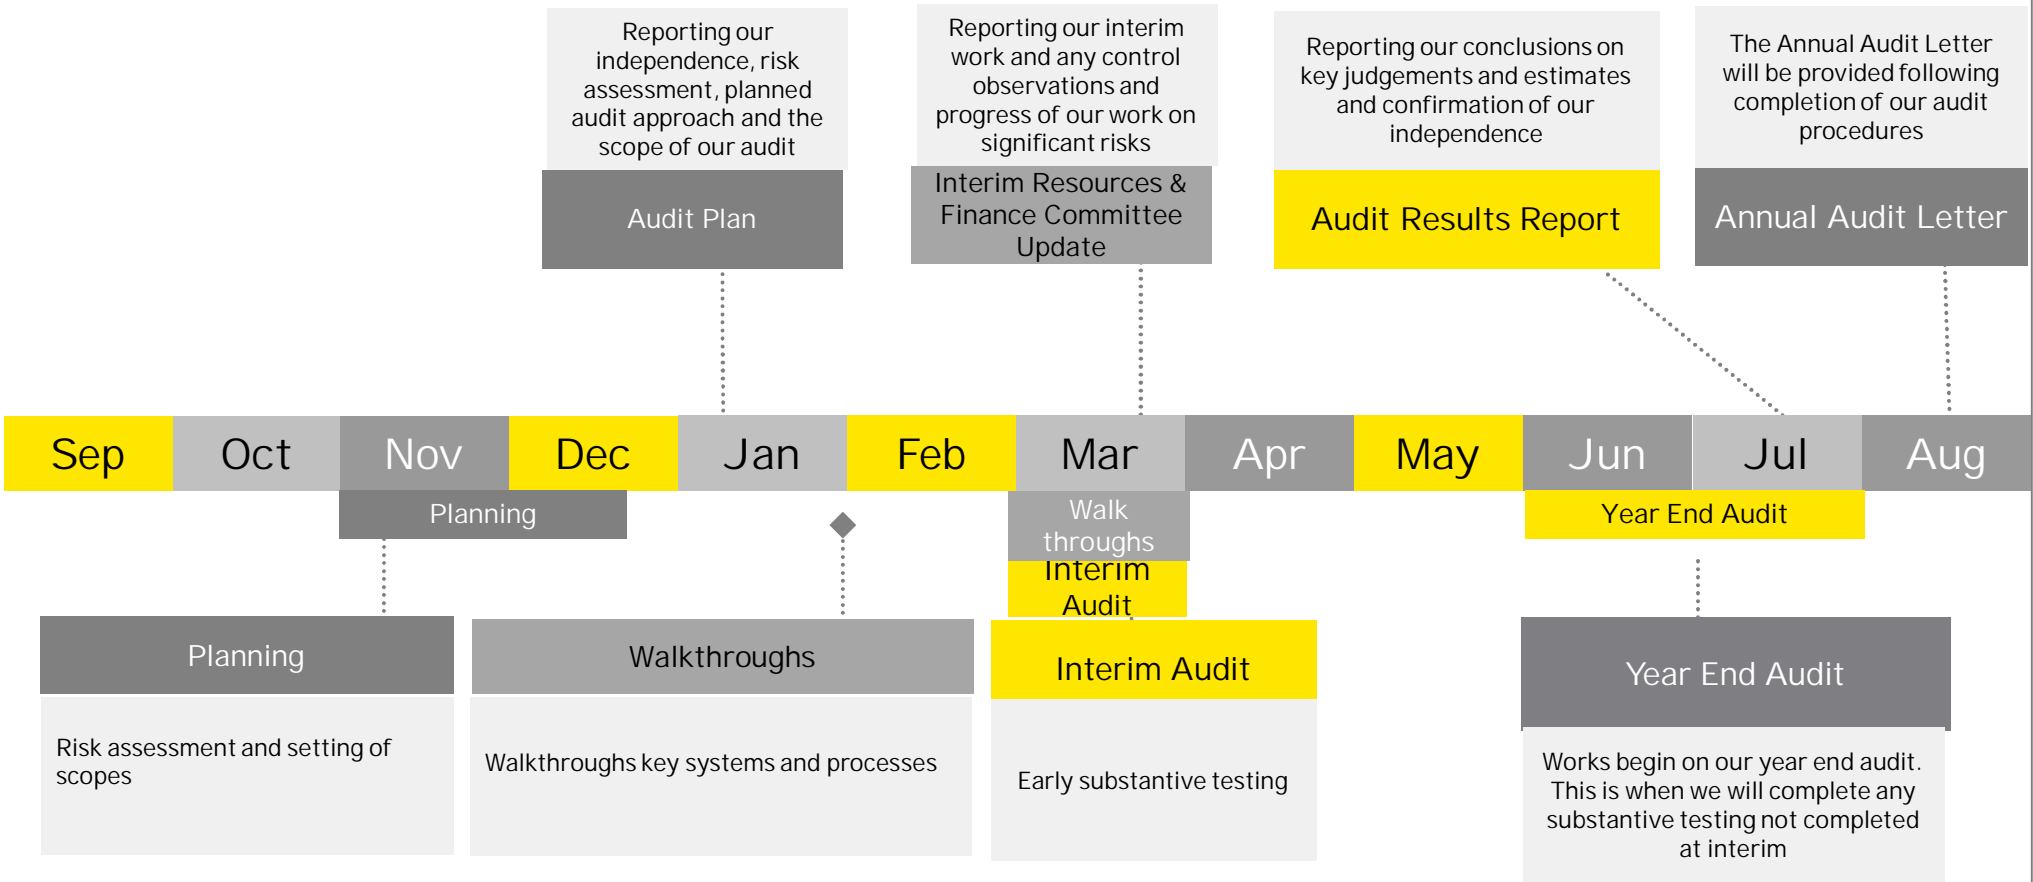 Reporting our
independence, risk
assessment, planned
audit approach and the
scope of our audit
Audit Plan
Reporting our interim
work and any control
observations and
progress of our work on
significant risks
Interim Resources &
Finance Committee
Update
Reporting our conclusions on
key judgements and estimates
and confirmation of our
independence
Audit Results Report
The Annual Audit Letter
will be provided following
completion of our audit
procedures
Annual Audit Letter
Sep Oct Nov Dec Jan Feb Mar Apr May Jun Jul Aug
Planning
Walk
throughs
Interim
Audit
Year End Audit
Planning
Risk assessment and setting of
scopes
Walkthroughs
Walkthroughs key systems and processes
Interim Audit
Early substantive testing
Year End Audit
Works begin on our year end audit.
This is when we will complete any
substantive testing not completed
at interim